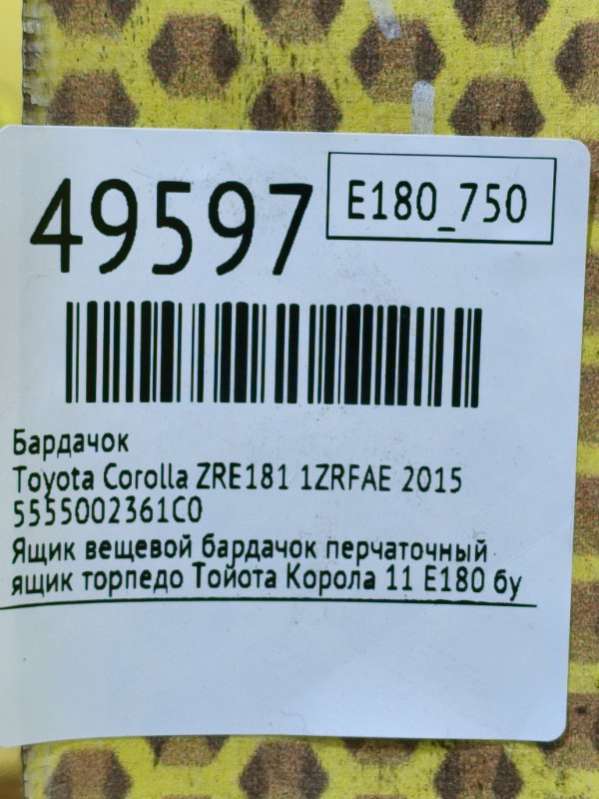 49597
E180_750
Бардачок
Toyota Corolla ZRE181 1ZRFAE 2015
5555002361C0
Ящик вещевой бардачок перчаточный
ящик торпедо Тойота Корола 11 Е180 бу